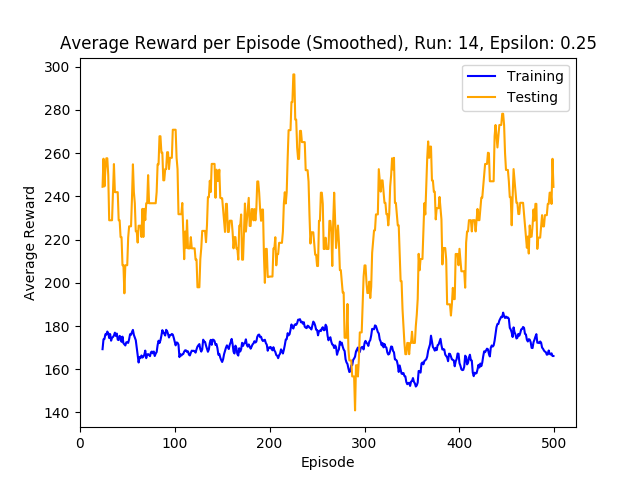 Average Reward per Episode (Smoothed), Run: 14, Epsilon: 0.25
300
280
260
240
220
200
180
160
140
Average Reward
0 100 200 300 400 500
Episode
Training
Testing